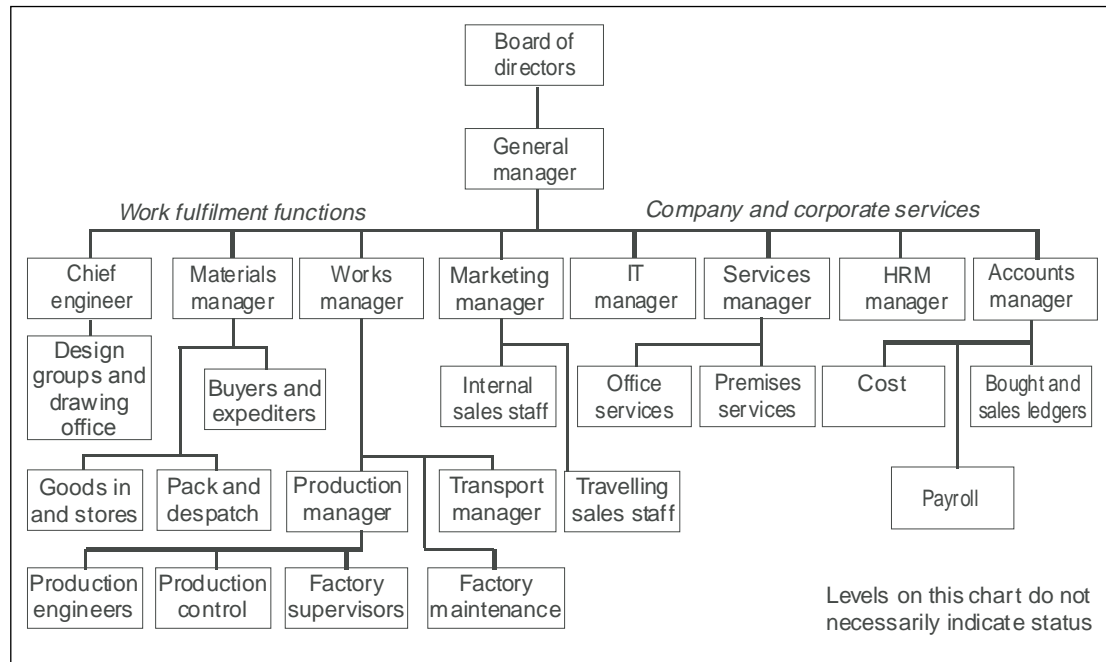 Board of
directors
General
manager
Work fulfilment functions
Company and corporate services
Chief
engineer
Materials
manager
Works
manager
Marketing
manager
IT
manager
Services
manager
HRM
manager
Accounts
manager
Design
groups and
drawing
office
Buyers and
expediters
Internal
sales staff
Office
services
Premises
services
Cost
Bought and
sales ledgers
Goods in
and stores
Pack and
despatch
Production
manager
Transport
manager
Travelling
sales staff
Payroll
Production
engineers
Production
control
Factory
supervisors
Factory
maintenance
Levels on this chart do not
necessarily indicate status